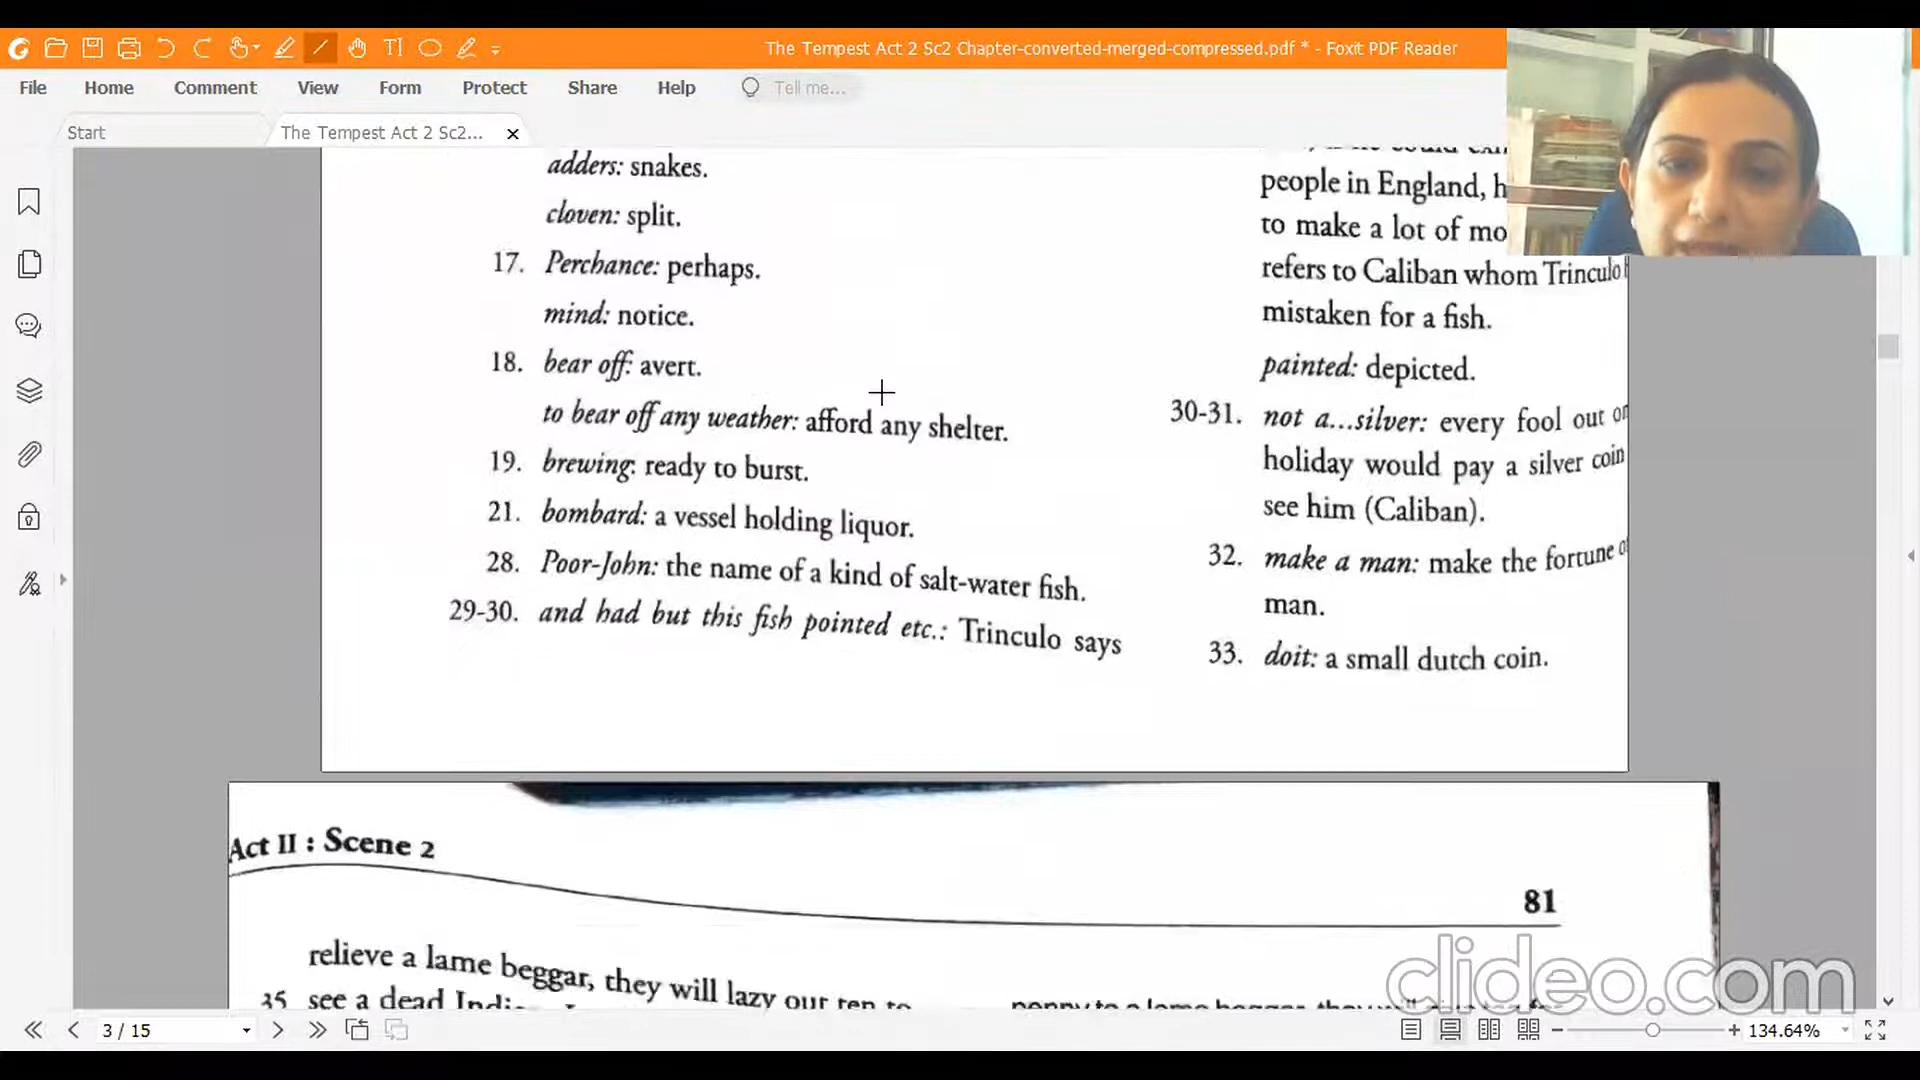 The Tempest Act 2 Sc2 Chapter-converted-merged-compressed.pdf * - Foxit PDF Reader
File Home Comment View Form Protect Share Help Tell me...
Start The Tempest Act 2 Sc2...
adders: snakes.
cloven: split.
17. Perchance: perhaps.
mind: notice.
18. bear off: avert.
to bear off any weather: afford any shelter.
19. brewing: ready to burst.
21. bombard: a vessel holding liquor.
28. Poor-John: the name of a kind of salt-water fish.
29-30. and had but this fish pointed etc.: Trinculo says
people in England, h
to make a lot of mo
refers to Caliban whom Trinculo
mistaken for a fish.
painted: depicted.
30-31. not a...silver: every fool out on
holiday would pay a silver coin
see him (Caliban).
32. make a man: make the fortune
man.
33. doit: a small dutch coin.
Act II : Scene 2
81
relieve a lame beggar, they will lazy out ten to
35 see a dead
clideo.com
3 / 15
134.64%